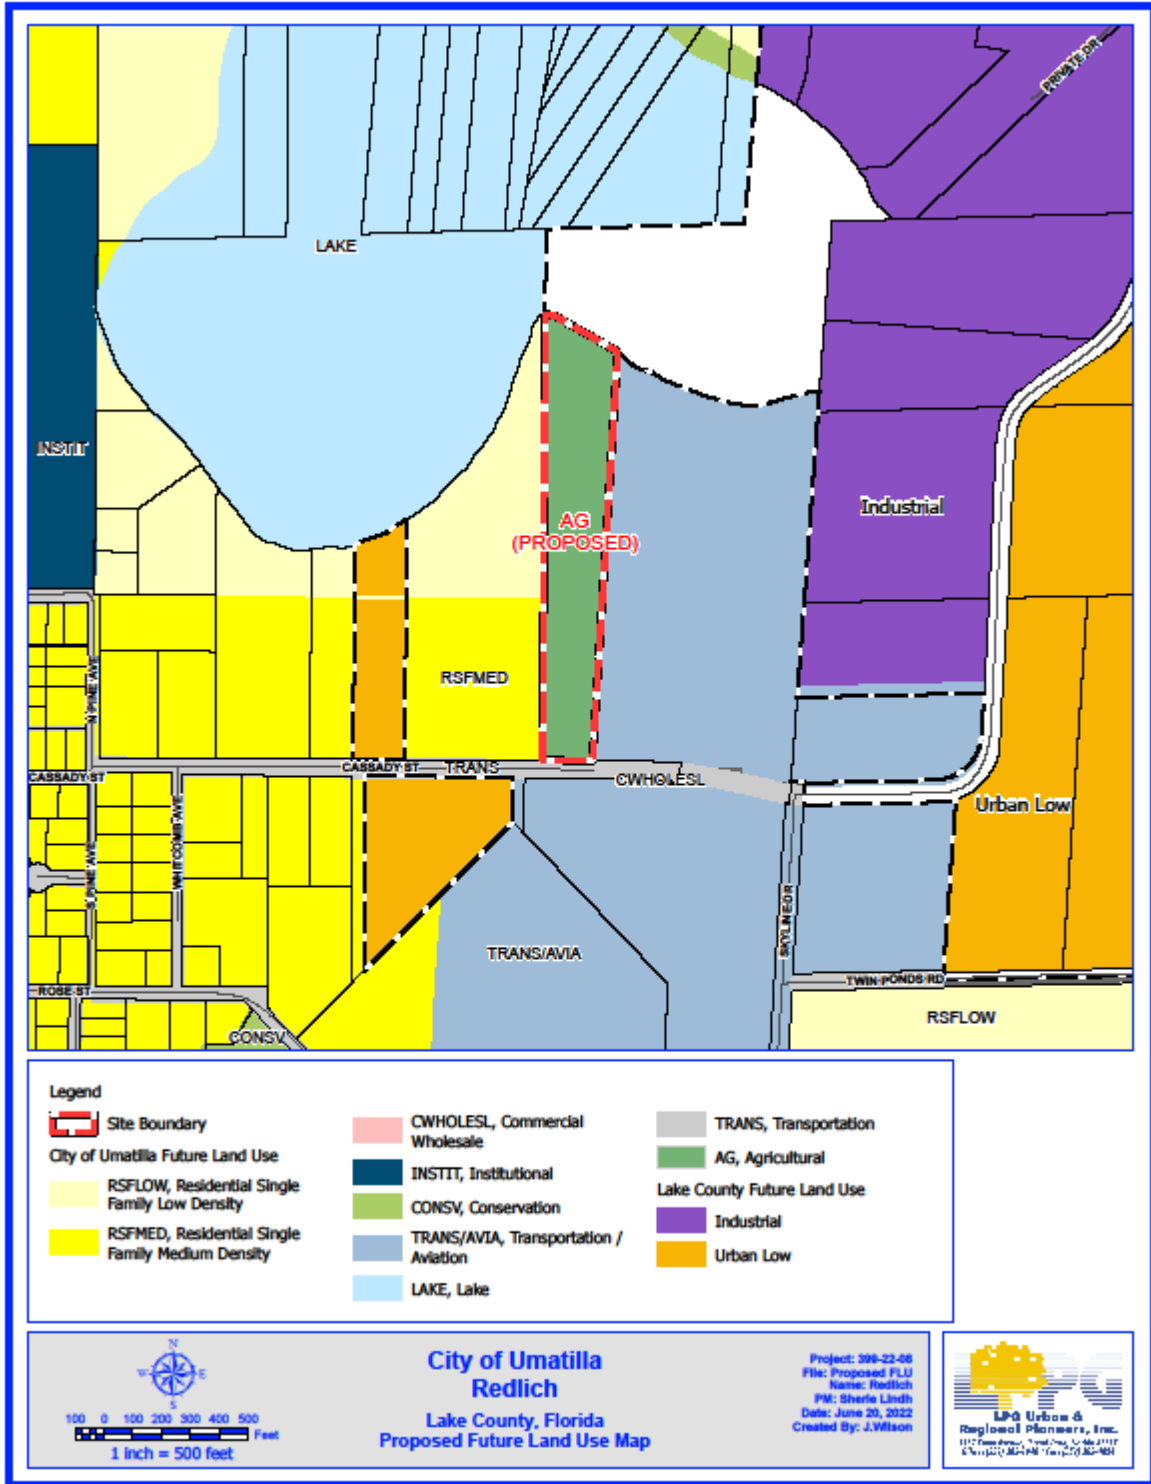 PRIVATE DR
LAKE
INSTIT
Industrial
AG
(PROPOSED)
RSFMED
N PINE AVE
CASSADY ST
CASSADY ST
TRANS
CWHOLESL
Urban Low
WHITCOMB AVE
S PINE AVE
SKYLINE DR
TRANS/AVIA
TWIN PONDS RD
ROSE ST
CONSV
RSFLOW
Legend
Site Boundary
City of Umatilla Future Land Use
RSFLOW, Residential Single
Family Low Density
RSFMED, Residential Single
Family Medium Density
CWHOLESL, Commercial
Wholesale
INSTIT, Institutional
CONSV, Conservation
TRANS/AVIA, Transportation /
Aviation
LAKE, Lake
TRANS, Transportation
AG, Agricultural
Lake County Future Land Use
Industrial
Urban Low
N
W
E
S
100 0 100 200 300 400 500
Feet
1 inch = 500 feet
City of Umatilla
Redlich
Lake County, Florida
Proposed Future Land Use Map
Project: 399-22-06
File: Proposed FLU
Name: Redlich
PM: Sherie Lindh
Date: June 20, 2022
Created By: J.Wilson
LPG
LPG Urban &
Regional Planners, Inc.